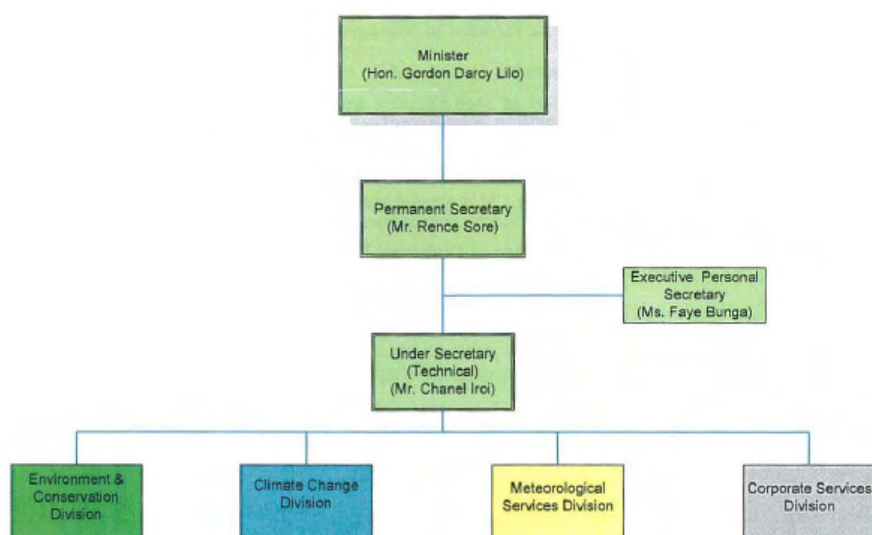 Minister
(Hon. Gordon Darcy Lilo)
Permanent Secretary
(Mr. Rence Sore)
Executive Personal
Secretary
(Ms. Faye Bunga)
Under Secretary
(Technical)
(Mr. Chanel Iroi)
Environment &
Conservation
Division
Climate Change
Division
Meteorological
Services Division
Corporate Services
Division